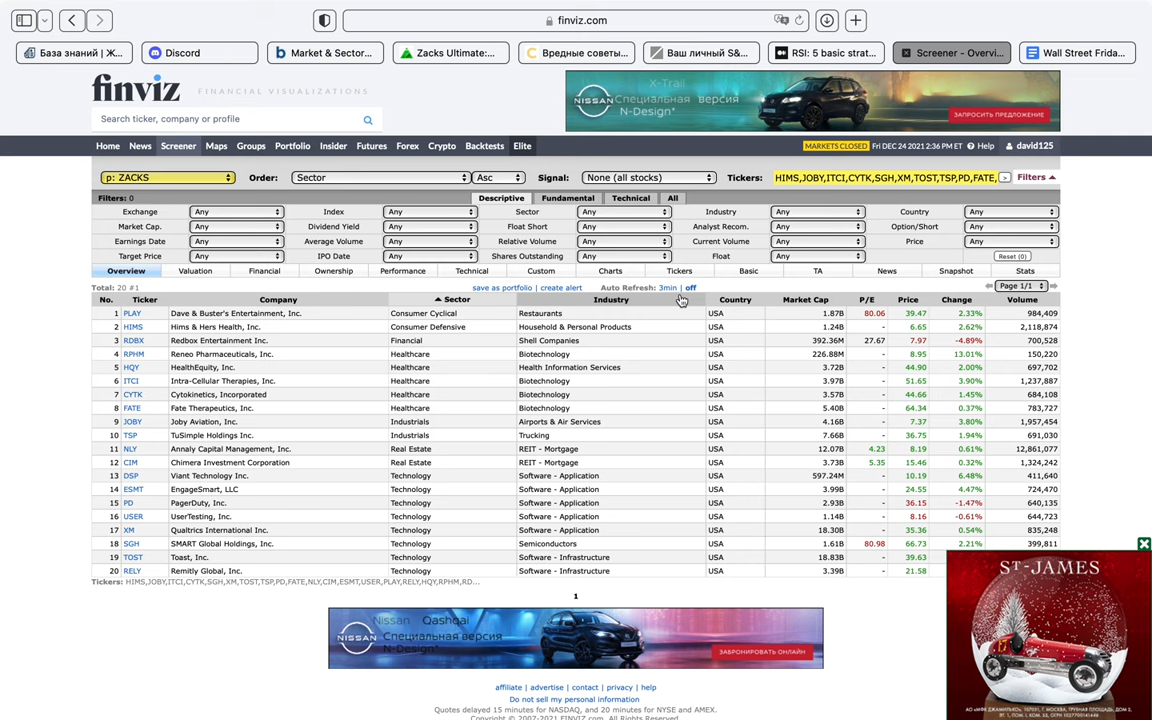 finviz.com
База знаний | Ж...
Discord
Market & Sector...
Zacks Ultimate:...
Вредные советы...
Ваш личный S&...
RSI: 5 basic strat...
Screener - Overvi...
Wall Street Frida...
finviz FINANCIAL VISUALIZATIONS
Search ticker, company or profile
NISSAN
X-Trail
Специальная версия
N-Design*
ЗАПРОСИТЬ ПРЕДЛОЖЕНИЕ
Home News Screener Maps Groups Portfolio Insider Futures Forex Crypto Backtests Elite MARKETS CLOSED Fri DEC 24 2021 2:36 PM ET Help david125
p: ZACKS Order: Sector Asc Signal: None (all stocks) Tickers: HIMS,JOBY,ITCI,CYTK,SGH,XM,TOST,TSP,PD,FATE, > Filters
Filters: 0 Descriptive Fundamental Technical All
Exchange Any Index Any Sector Any Industry Any Country Any
Market Cap. Any Dividend Yield Any Float Short Any Analyst Recom. Any Option/Short Any
Earnings Date Any Average Volume Any Relative Volume Any Current Volume Any Price Any
Target Price Any IPO Date Any Shares Outstanding Any Float Any Reset (0)
Overview Valuation Financial Ownership Performance Technical Custom Charts Tickers Basic TA News Snapshot Stats
Total: 20 #1 save as portfolio | create alert Auto Refresh: 3min | off Page 1/1
No. Ticker Company Sector Industry Country Market Cap P/E Price Change Volume
1 PLAY Dave & Buster's Entertainment, Inc. Consumer Cyclical Restaurants USA 1.87B 80.06 39.47 2.33% 984,409
2 HIMS Hims & Hers Health, Inc. Consumer Defensive Household & Personal Products USA 1.24B - 6.65 2.62% 2,118,874
3 RDBX Redbox Entertainment Inc. Financial Shell Companies USA 392.36M 27.67 7.97 -4.89% 700,528
4 RPHM Reneo Pharmaceuticals, Inc. Healthcare Biotechnology USA 226.88M - 8.95 13.01% 150,220
5 HQY HealthEquity, Inc. Healthcare Health Information Services USA 3.72B - 44.90 2.00% 697,702
6 ITCI Intra-Cellular Therapies, Inc. Healthcare Biotechnology USA 3.97B - 51.65 3.90% 1,237,887
7 CYTK Cytokinetics, Incorporated Healthcare Biotechnology USA 3.57B - 44.66 1.45% 684,108
8 FATE Fate Therapeutics, Inc. Healthcare Biotechnology USA 5.40B - 64.34 0.37% 783,727
9 JOBY Joby Aviation, Inc. Industrials Airports & Air Services USA 4.16B - 7.37 3.80% 1,957,454
10 TSP TuSimple Holdings Inc. Industrials Trucking USA 7.66B - 36.75 1.94% 691,030
11 NLY Annaly Capital Management, Inc. Real Estate REIT - Mortgage USA 12.07B 4.23 8.19 0.61% 12,861,077
12 CIM Chimera Investment Corporation Real Estate REIT - Mortgage USA 3.73B 5.35 15.46 0.32% 1,324,242
13 DSP Viant Technology Inc. Technology Software - Application USA 597.24M - 10.19 6.48% 411,640
14 ESMT EngageSmart, LLC Technology Software - Application USA 3.99B - 24.55 4.47% 724,470
15 PD PagerDuty, Inc. Technology Software - Application USA 2.93B - 36.15 -1.47% 640,135
16 USER UserTesting, Inc. Technology Software - Application USA 1.14B - 8.16 -0.61% 644,723
17 XM Qualtrics International Inc. Technology Software - Application USA 18.30B - 35.36 0.54% 835,248
18 SGH SMART Global Holdings, Inc. Technology Semiconductors USA 1.61B 80.98 66.73 2.21% 399,811
19 TOST Toast, Inc. Technology Software - Infrastructure USA 18.83B - 39.63
20 RELY Remitly Global, Inc. Technology Software - Infrastructure USA 3.39B - 21.58
Tickers: HIMS,JOBY,ITCI,CYTK,SGH,XM,TOST,TSP,PD,FATE,NLY,CIM,ESMT,USER,PLAY,RELY,HQY,RPHM,RD...
1
NISSAN
Nissan Qashqai
Специальная версия
N-Design*
ЗАБРОНИРОВАТЬ ОНЛАЙН
ST-JAMES
17
affiliate | advertise | contact | privacy | help
Do not sell my personal information
Quotes delayed 15 minutes for NASDAQ, and 20 minutes for NYSE and AMEX.
Copyright © 2007-2021 FINVIZ.com. All Rights Reserved.